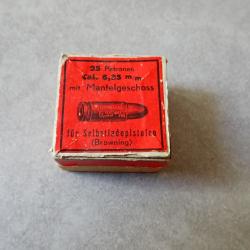 25 Patronen
Cal. 6,35 m/m
mit Mantelgeschoss
für Selbstladepistolen
(Browning)